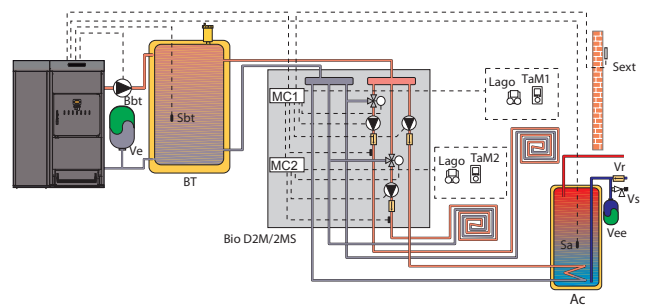 Lago TaM1
Sext
MC1
Bbt
Sbt
Ve
Lago TaM2
MC2
BT
Vr
Vs
Vee
Bio D2M/2MS
Sa
Ac